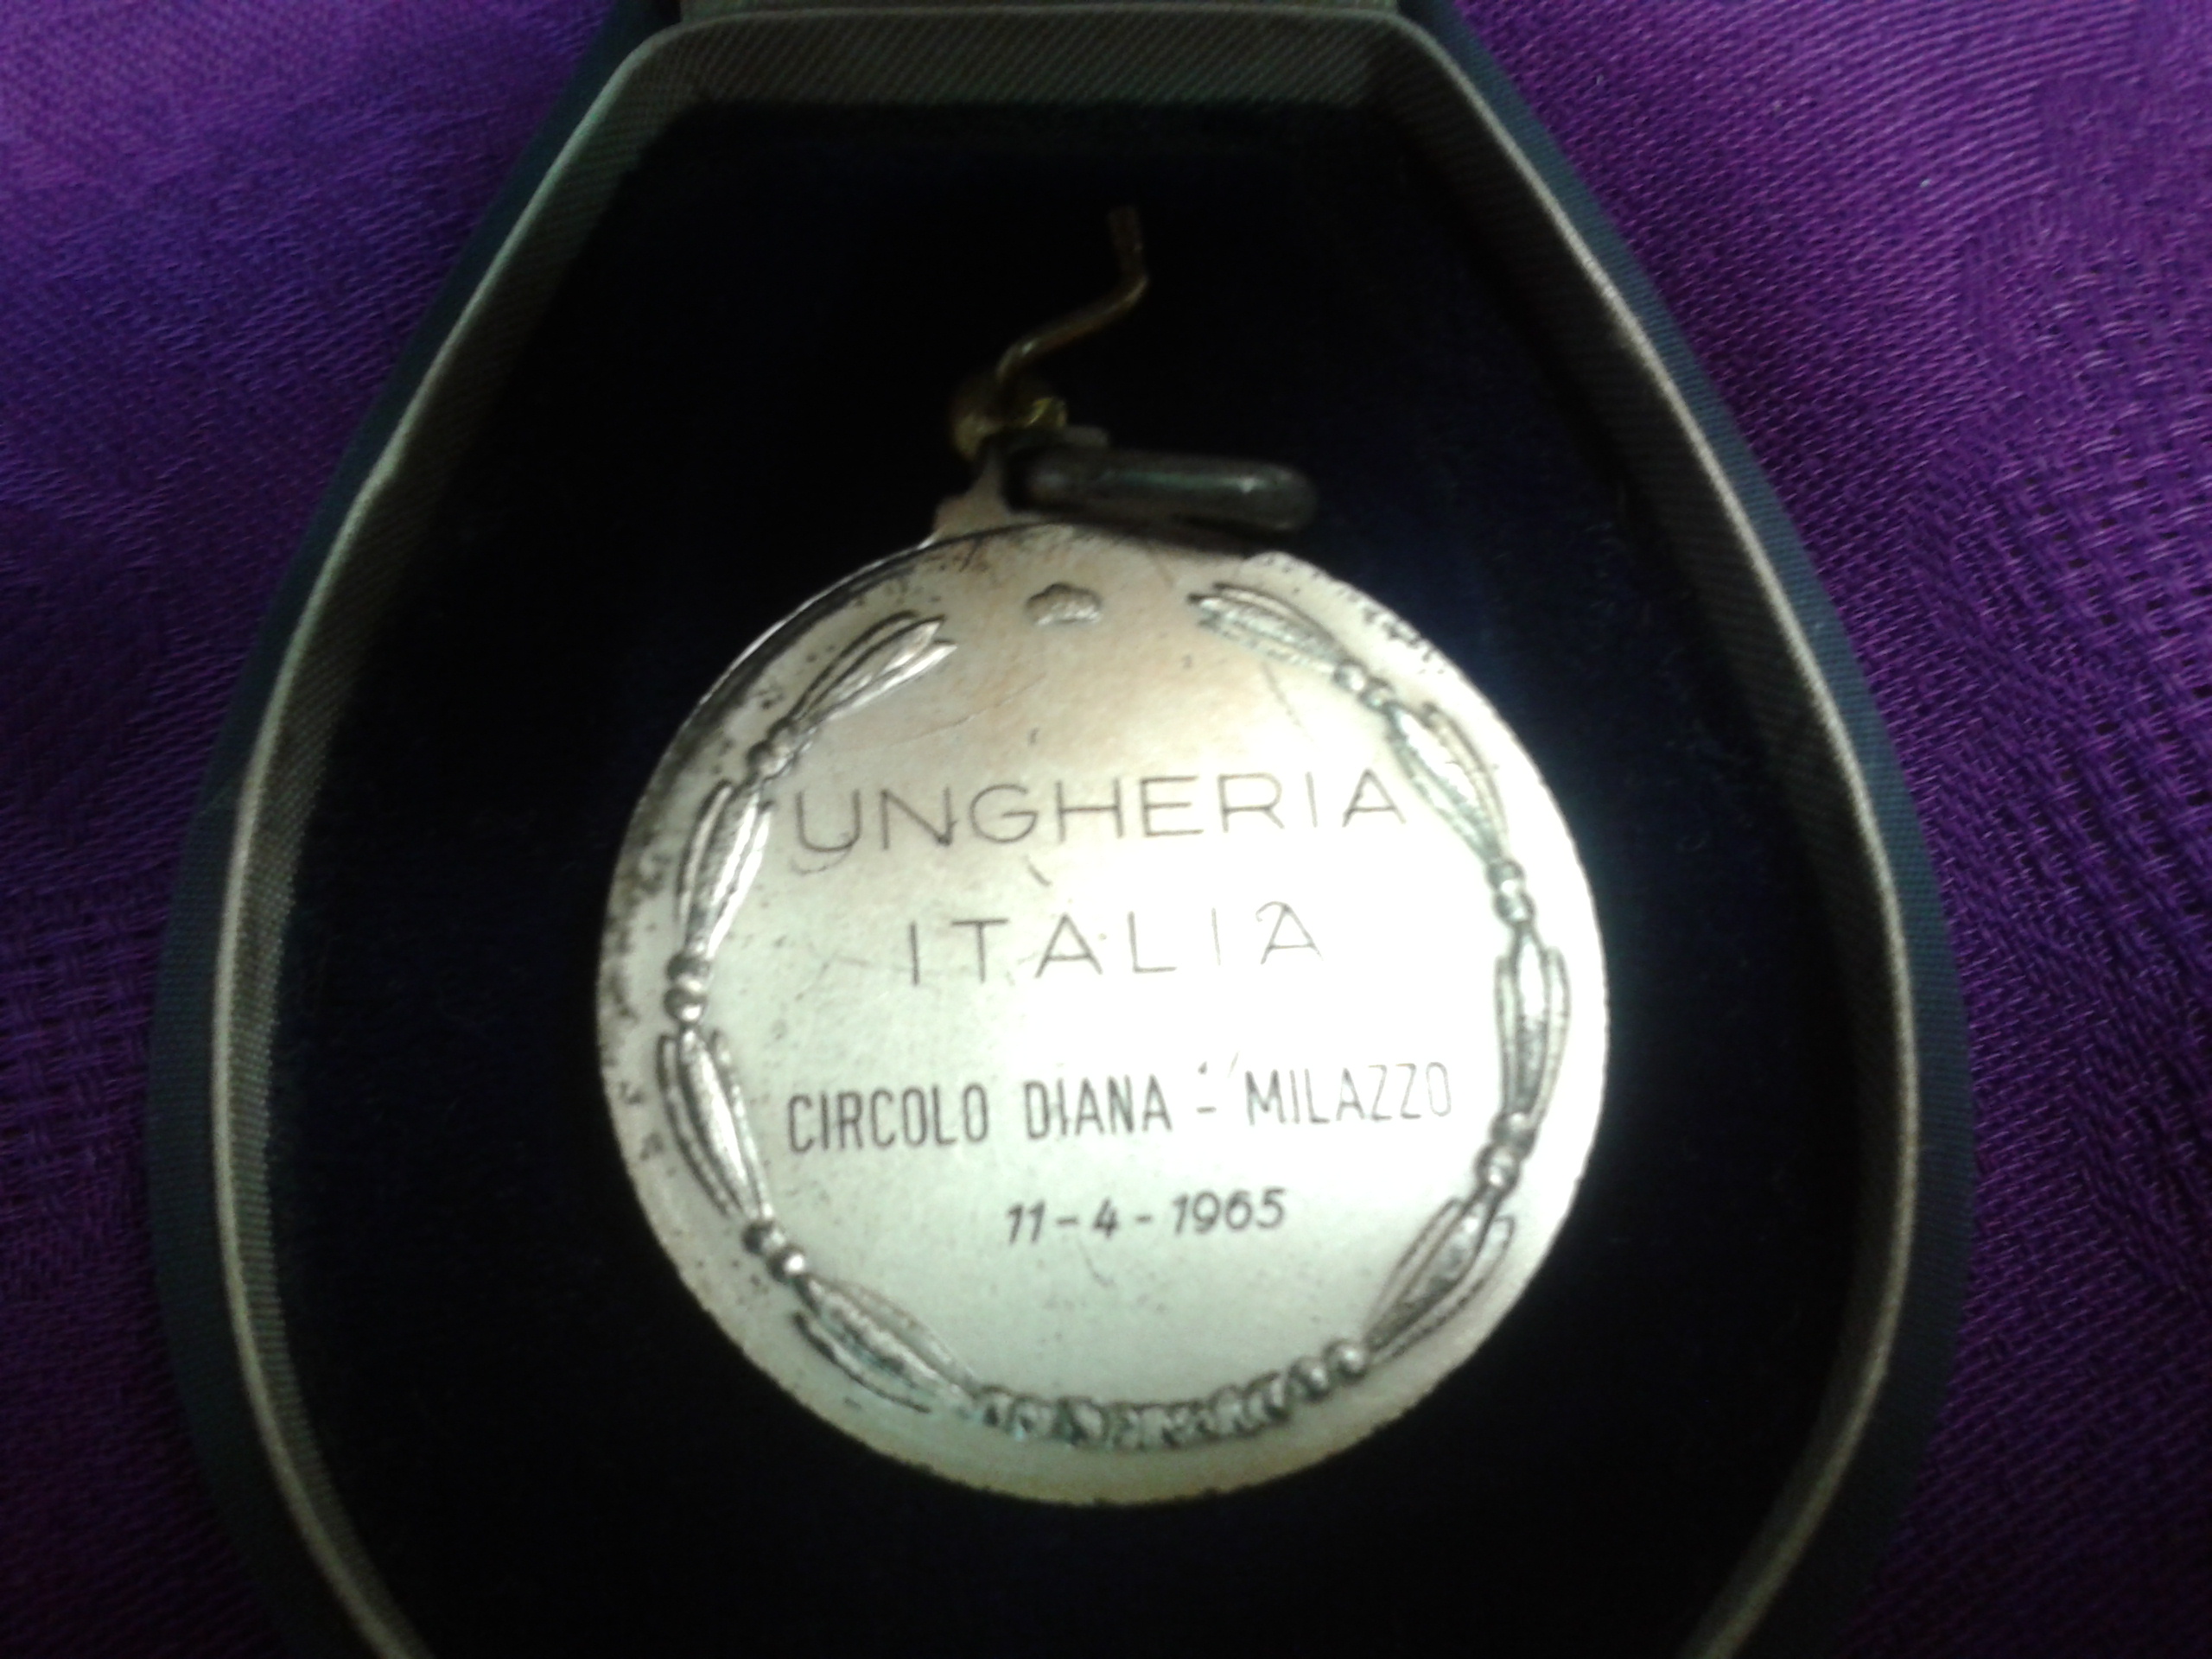 UNGHERIA
ITALIA
CIRCOLO DIANA - MILAZZO
11-4-1965